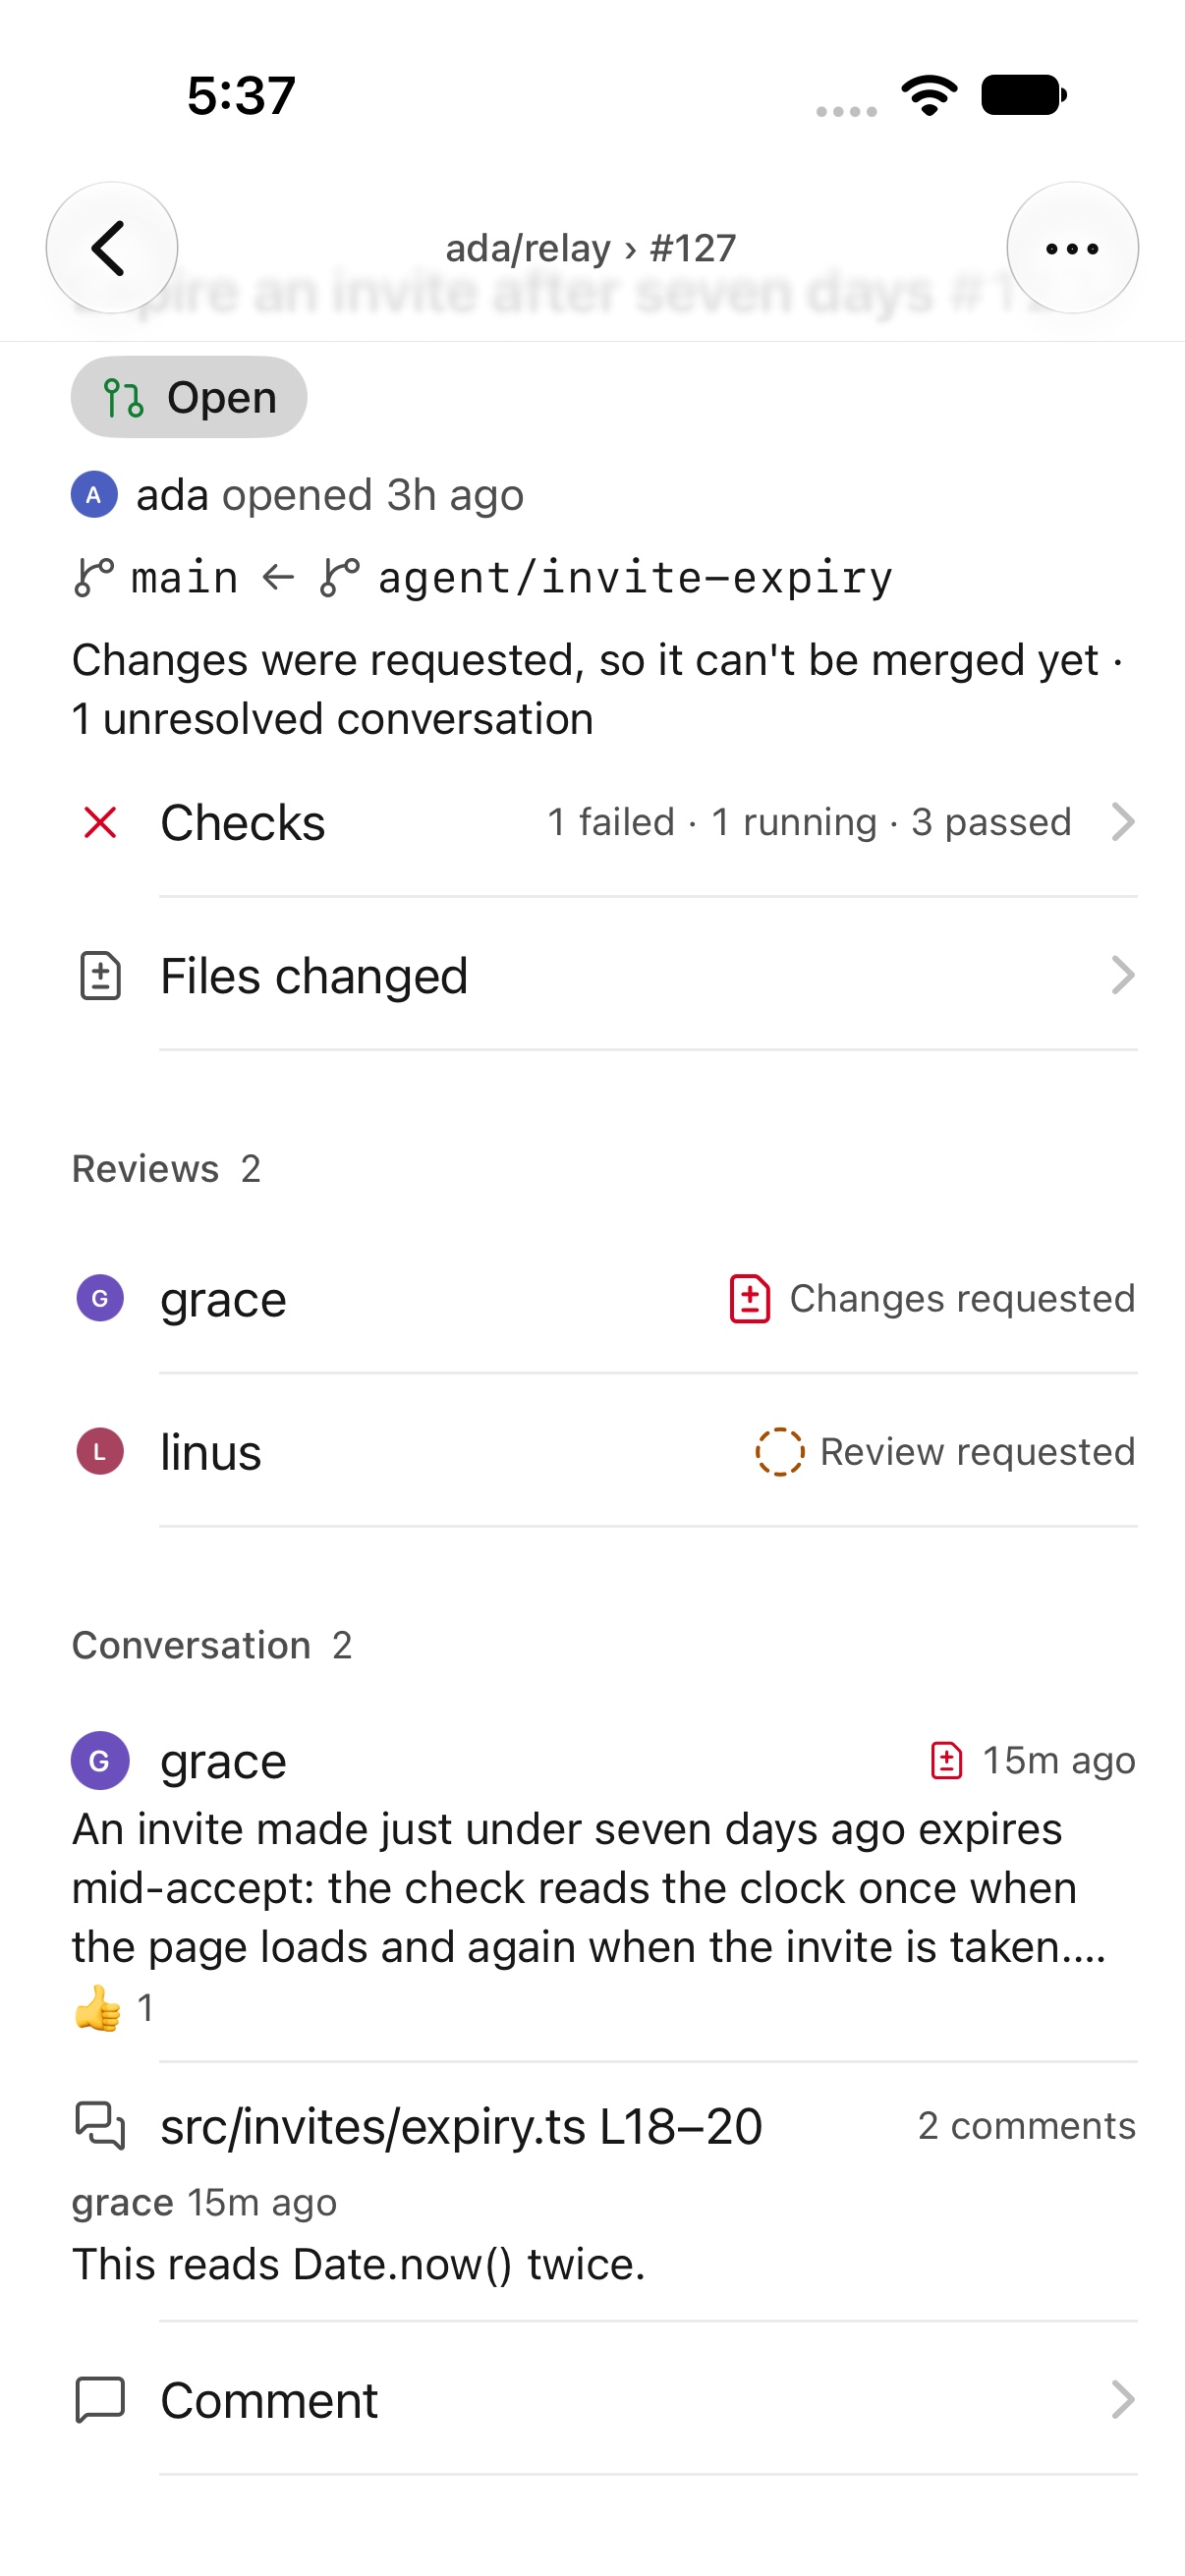 5:37
ada/relay › #127
Open
A ada opened 3h ago
main ← agent/invite-expiry
Changes were requested, so it can't be merged yet ·
1 unresolved conversation
Checks 1 failed · 1 running · 3 passed
Files changed
Reviews 2
G grace Changes requested
L linus Review requested
Conversation 2
G grace 15m ago
An invite made just under seven days ago expires
mid-accept: the check reads the clock once when
the page loads and again when the invite is taken....
👍 1
src/invites/expiry.ts L18–20 2 comments
grace 15m ago
This reads Date.now() twice.
Comment